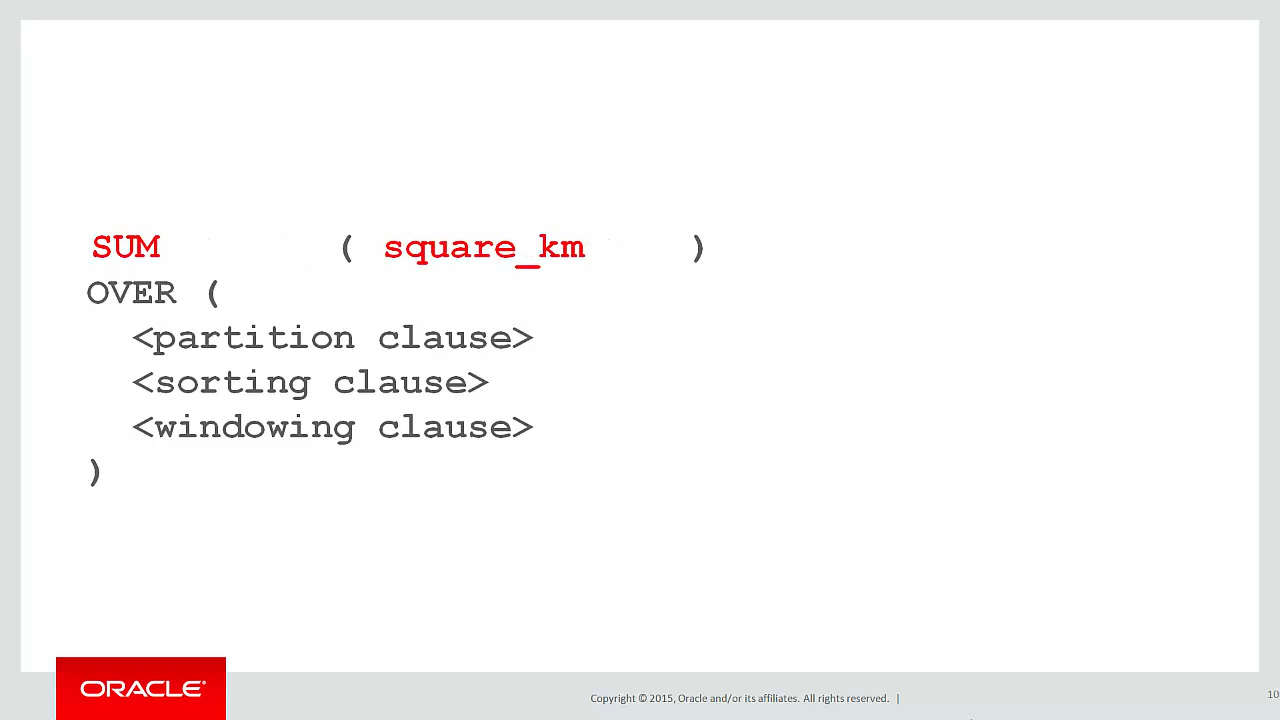 SUM ( square_km )
OVER (
<partition clause>
<sorting clause>
<windowing clause>
)
ORACLE®
Copyright © 2015, Oracle and/or its affiliates. All rights reserved. |
10